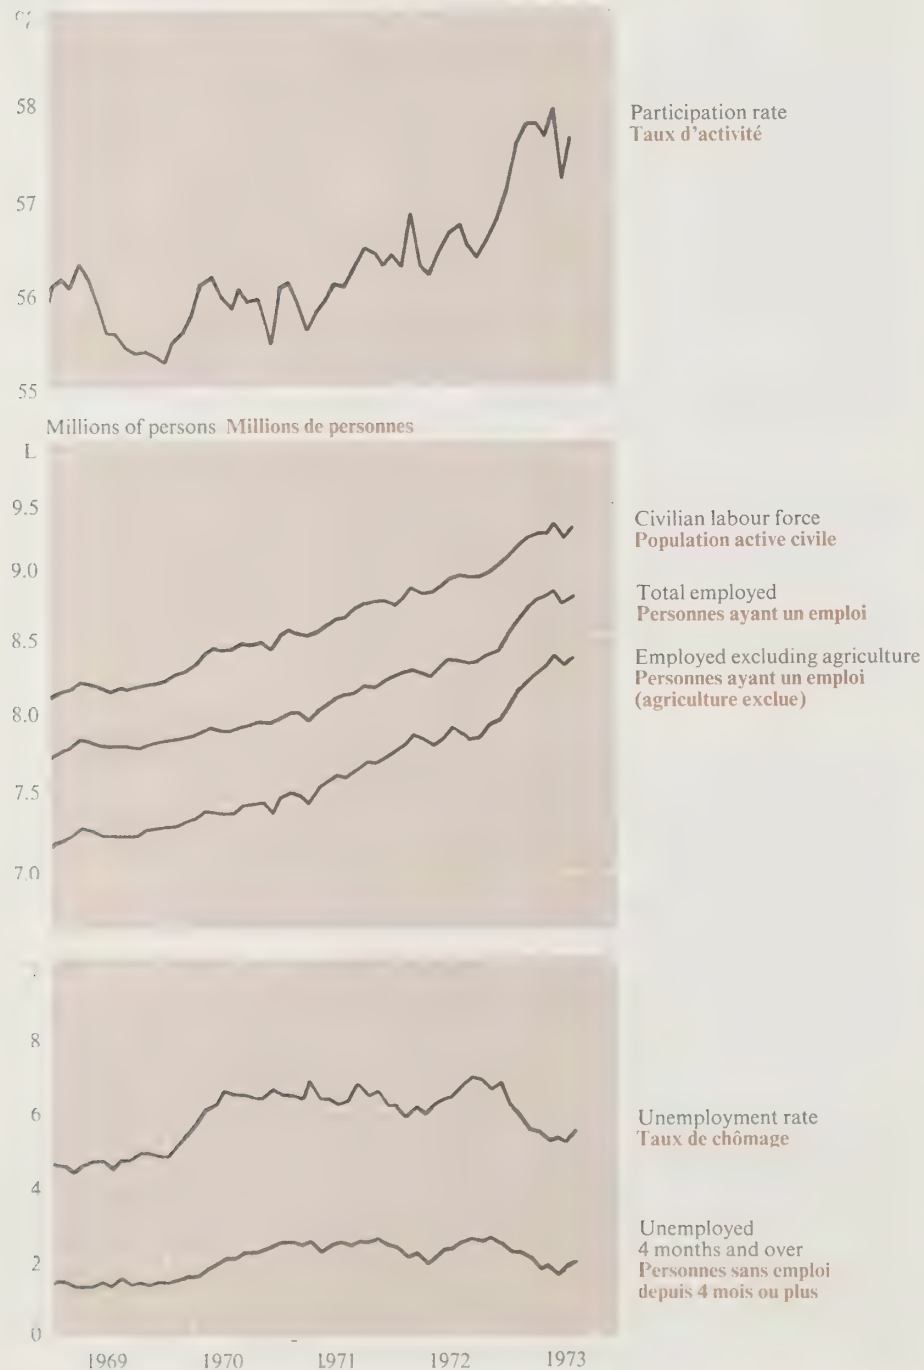 %
58
57
56
55
Participation rate
Taux d'activité
Millions of persons Millions de personnes
L
9.5
9.0
8.5
8.0
7.5
7.0
Civilian labour force
Population active civile
Total employed
Personnes ayant un emploi
Employed excluding agriculture
Personnes ayant un emploi
(agriculture exclue)
8
6
4
2
0
Unemployment rate
Taux de chômage
Unemployed
4 months and over
Personnes sans emploi
depuis 4 mois ou plus
1969 1970 1971 1972 1973